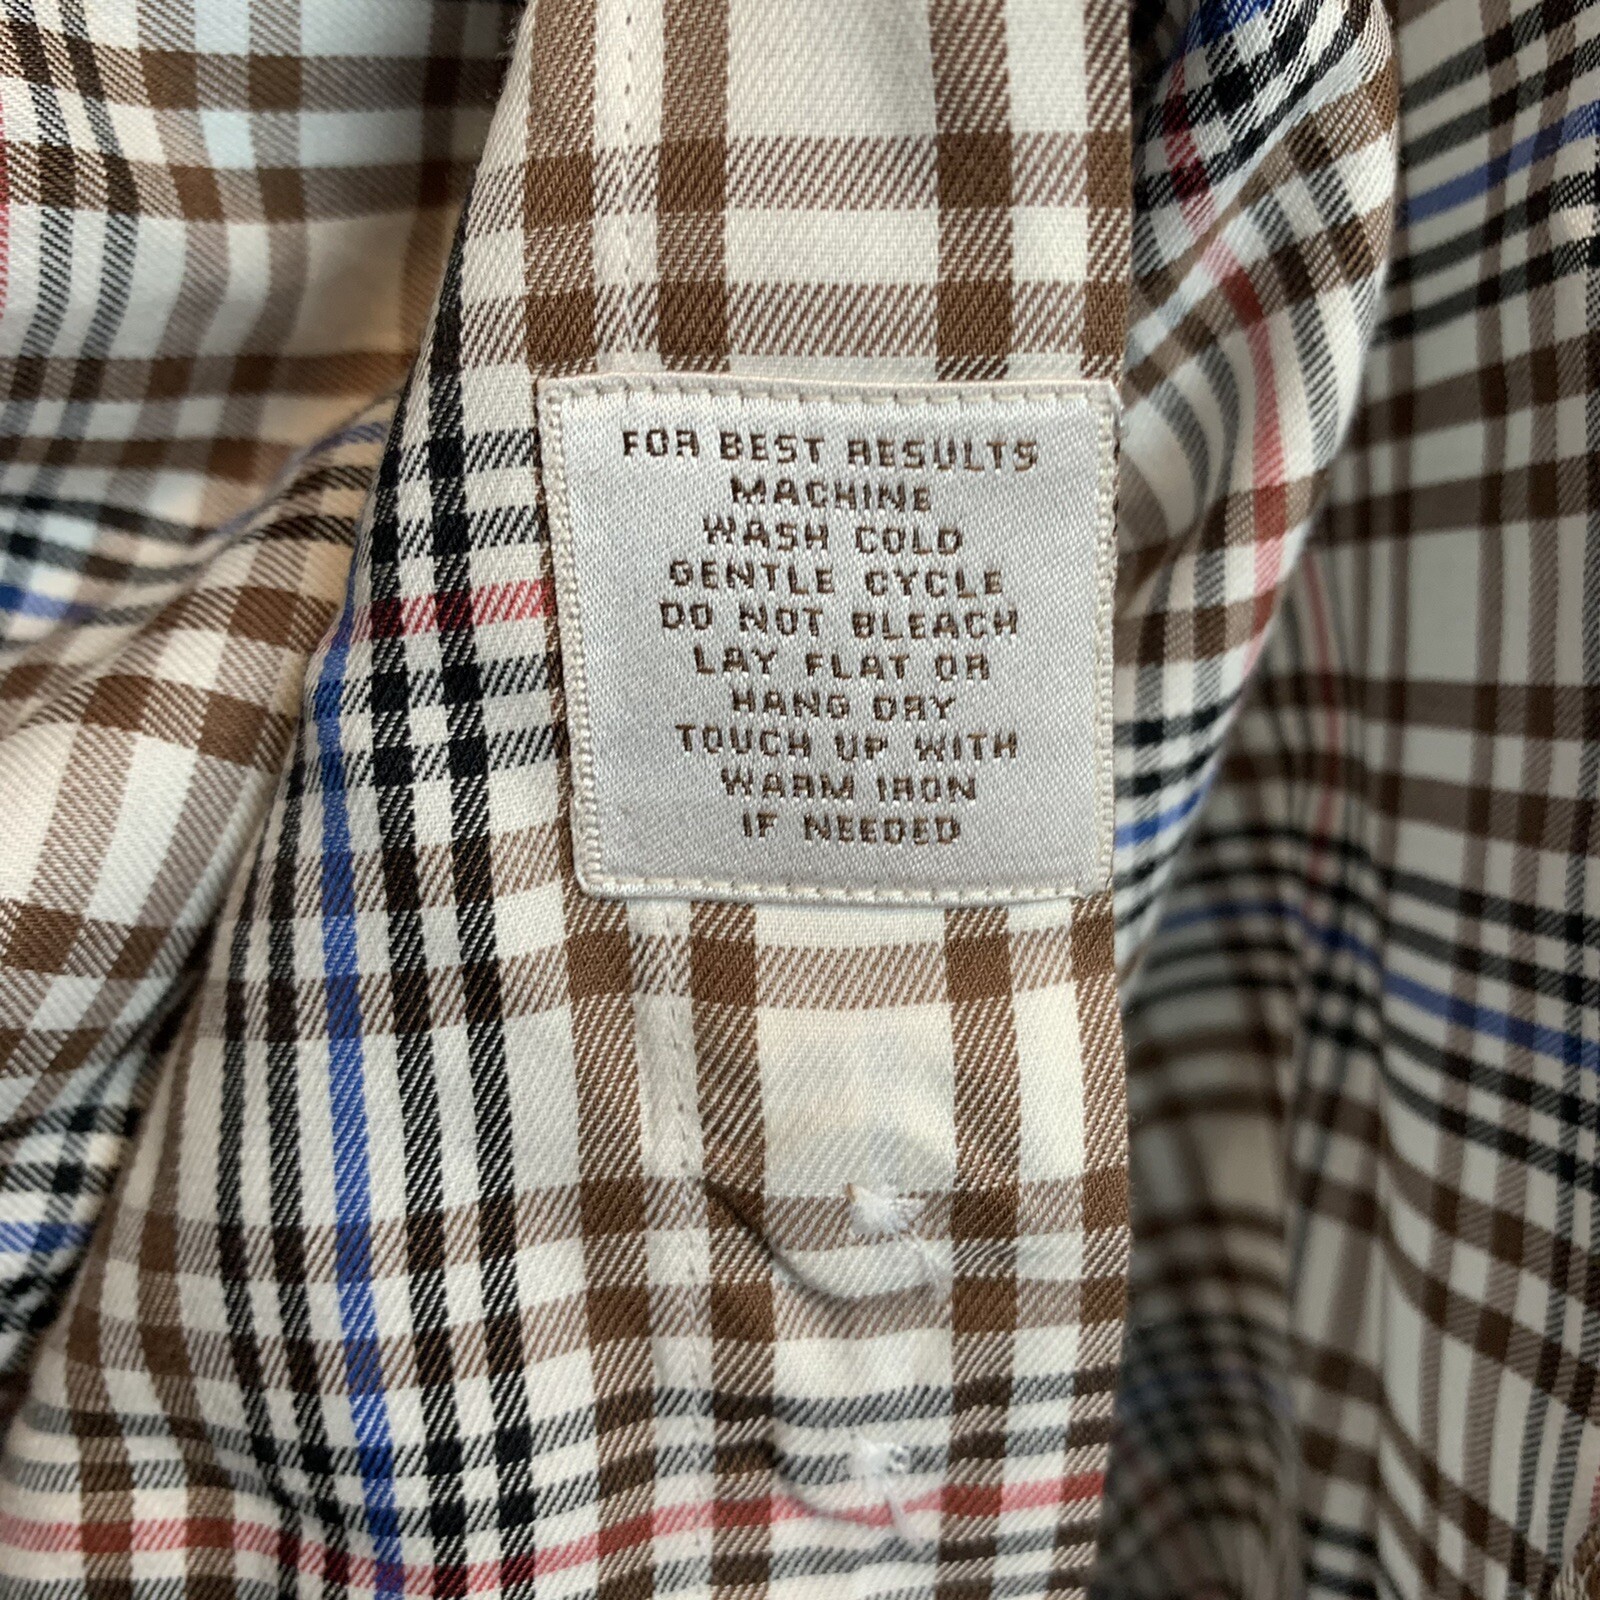 FOR BEST RESULTS
MACHINE
WASH COLD
GENTLE CYCLE
DO NOT BLEACH
LAY FLAT OR
HANG DRY
TOUCH UP WITH
WARM IRON
IF NEEDED